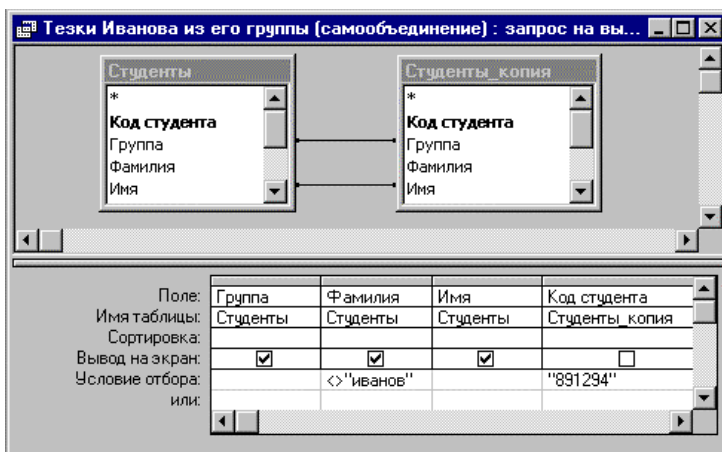 Тезки Иванова из его группы (самообъединение) : запрос на вы...
Студенты
*
Код студента
Группа
Фамилия
Имя
Студенты_копия
*
Код студента
Группа
Фамилия
Имя
Поле: Группа Фамилия Имя Код студента
Имя таблицы: Студенты Студенты Студенты Студенты_копия
Сортировка:
Вывод на экран:
Условие отбора: <>"иванов" "891294"
или: